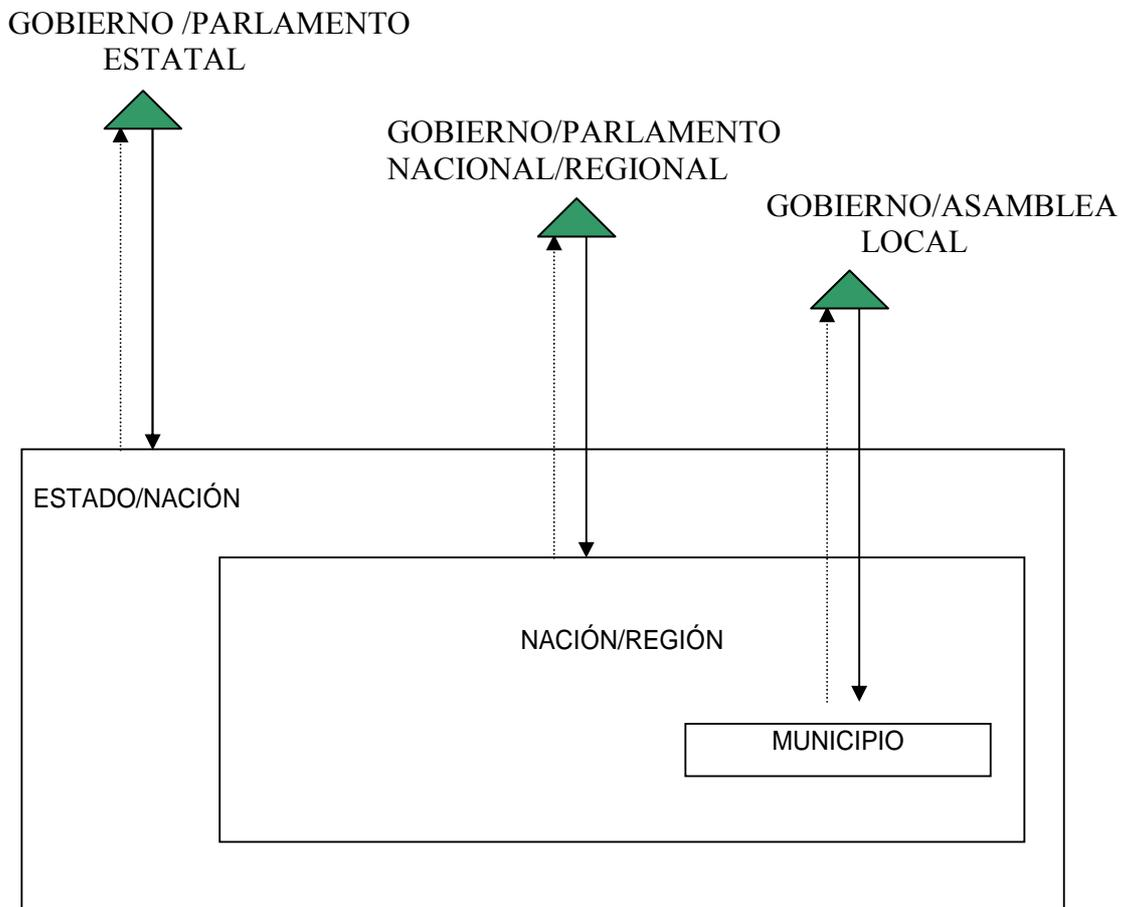 GOBIERNO /PARLAMENTO
ESTATAL
GOBIERNO/PARLAMENTO
NACIONAL/REGIONAL
GOBIERNO/ASAMBLEA
LOCAL
ESTADO/NACIÓN
NACIÓN/REGIÓN
MUNICIPIO